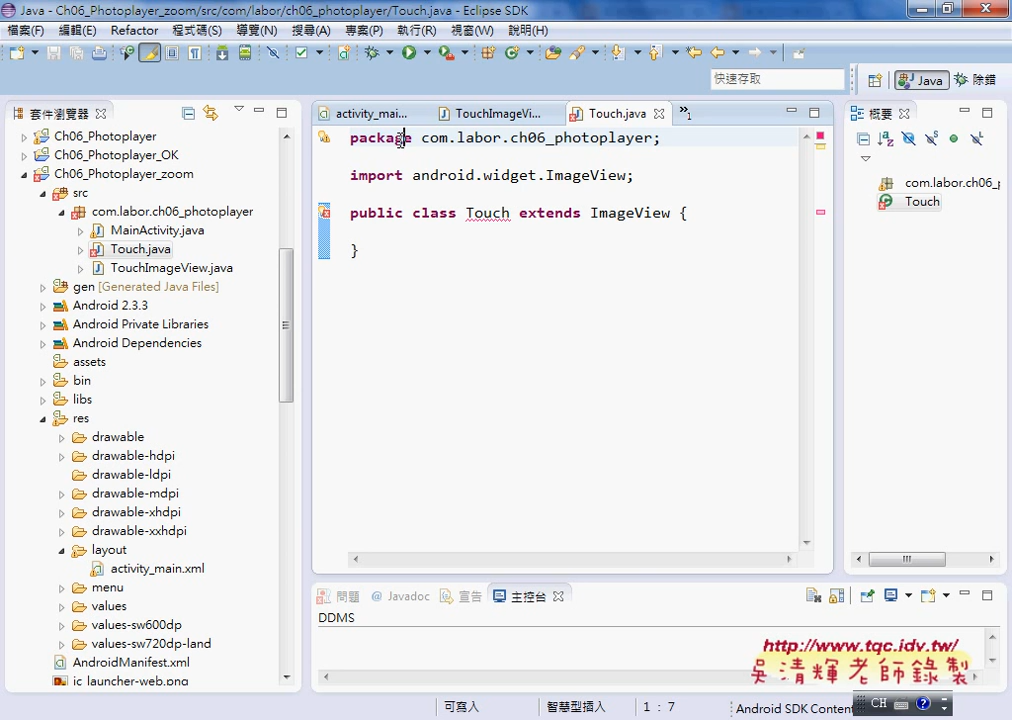 Java - Ch06_Photoplayer_zoom/src/com/labor/ch06_photoplayer/Touch.java - Eclipse SDK
檔案(F) 編輯(E) Refactor 程式碼(S) 導覽(N) 搜尋(A) 專案(P) 執行(R) 視窗(W) 說明(H)
快速存取
Java
除錯
套件瀏覽器
activity_mai...
TouchImageVi...
Touch.java
»1
概要
Ch06_Photoplayer
Ch06_Photoplayer_OK
Ch06_Photoplayer_zoom
src
com.labor.ch06_photoplayer
MainActivity.java
Touch.java
TouchImageView.java
gen [Generated Java Files]
Android 2.3.3
Android Private Libraries
Android Dependencies
assets
bin
libs
res
drawable
drawable-hdpi
drawable-ldpi
drawable-mdpi
drawable-xhdpi
drawable-xxhdpi
layout
activity_main.xml
menu
values
values-sw600dp
values-sw720dp-land
AndroidManifest.xml
ic_launcher-web.png
package com.labor.ch06_photoplayer;
import android.widget.ImageView;
public class Touch extends ImageView {
}
com.labor.ch06_p
Touch
問題 @ Javadoc 宣告 主控台
DDMS
http://www.tqc.idv.tw/
吳清輝老師錄製
可寫入
智慧型插入
1 : 7
Android SDK Content
CH